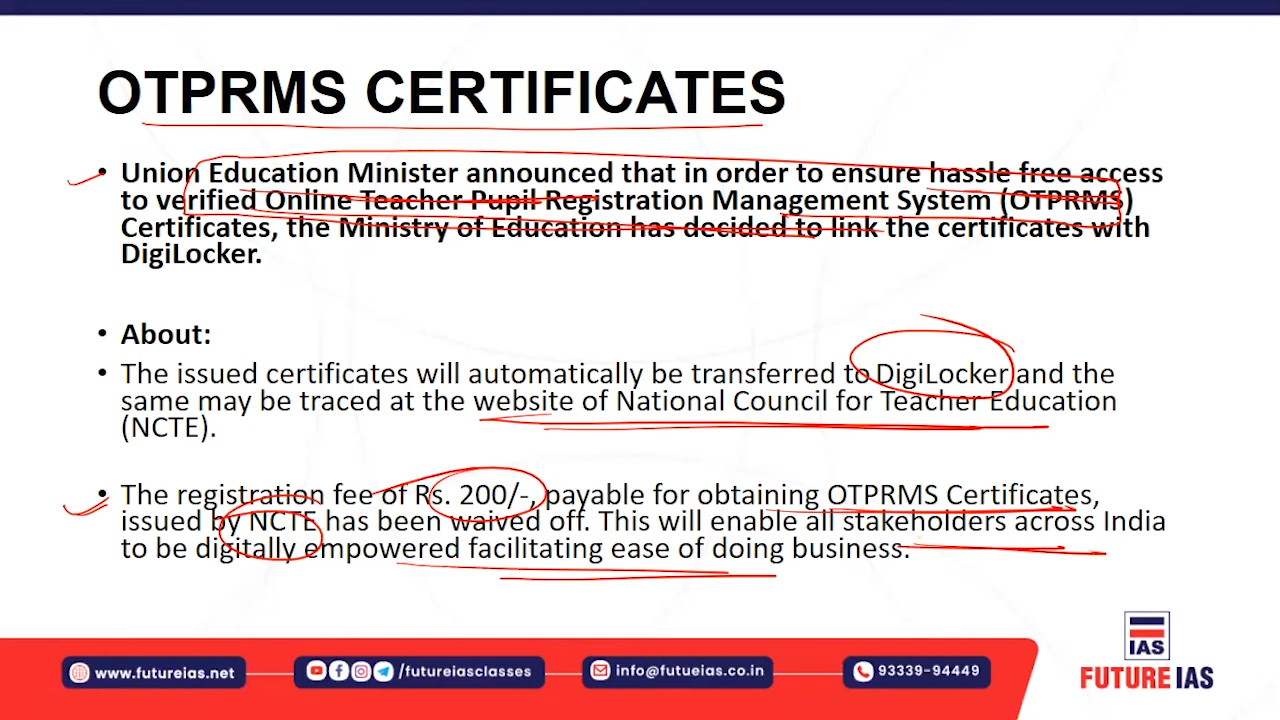 OTPRMS CERTIFICATES
• Union Education Minister announced that in order to ensure hassle free access
to verified Online Teacher Pupil Registration Management System (OTPRMS)
Certificates, the Ministry of Education has decided to link the certificates with
DigiLocker.
• About:
• The issued certificates will automatically be transferred to DigiLocker and the
same may be traced at the website of National Council for Teacher Education
(NCTE).
• The registration fee of Rs. 200/-, payable for obtaining OTPRMS Certificates,
issued by NCTE has been waived off. This will enable all stakeholders across India
to be digitally empowered facilitating ease of doing business.
IAS
FUTURE IAS
www.futureias.net
/futureiasclasses
info@futueias.co.in
93339-94449